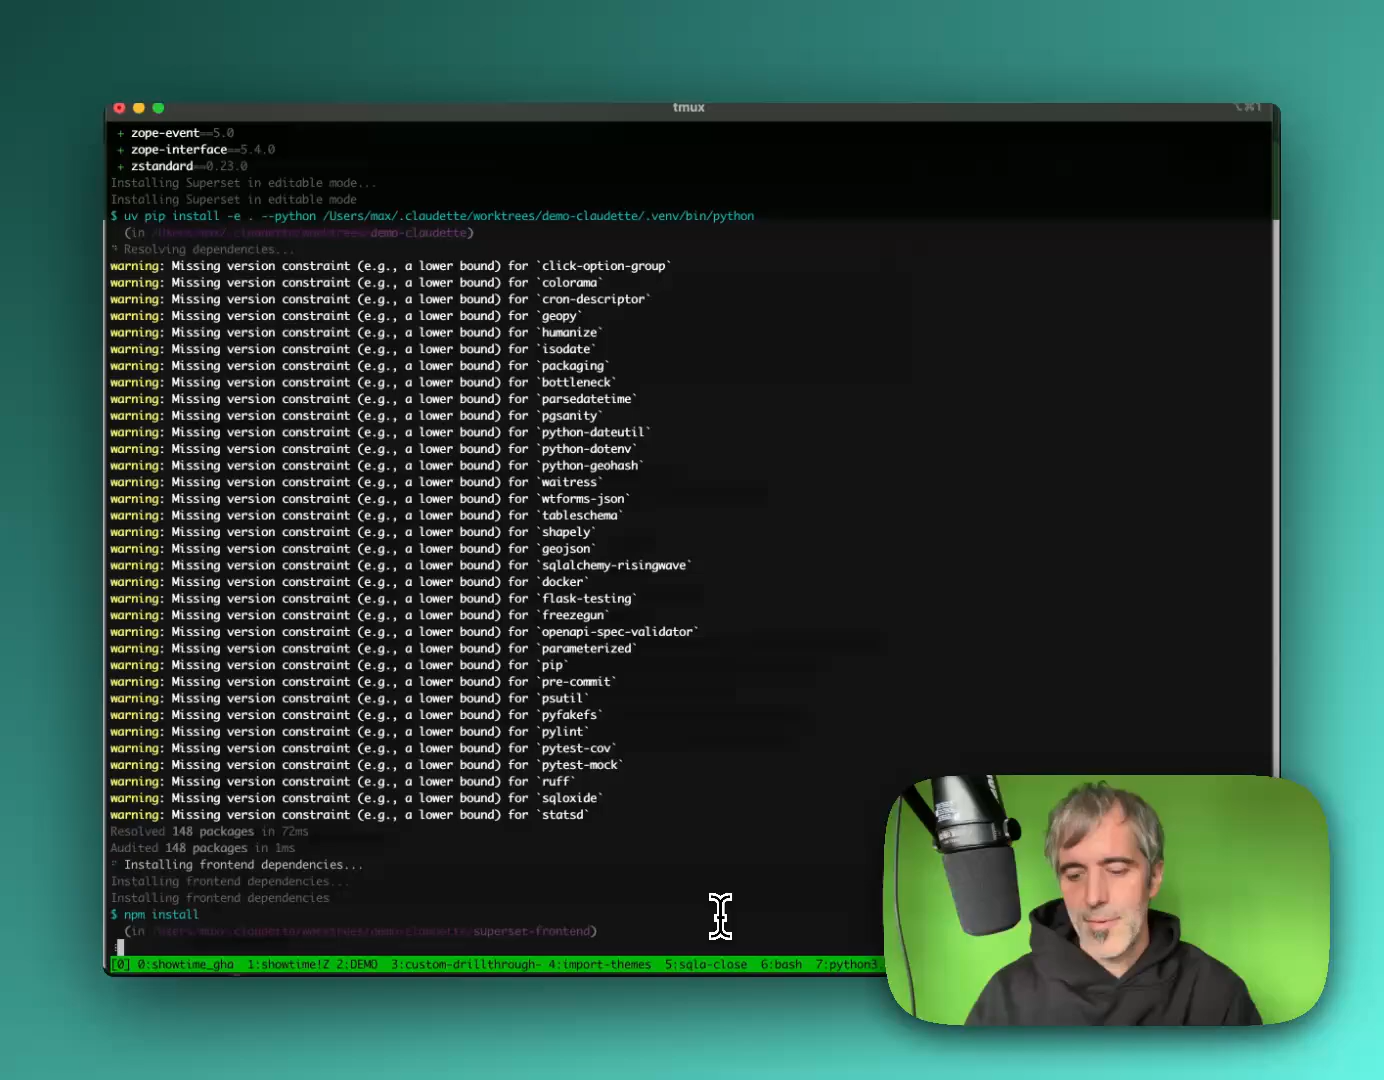 tmux
+ zope-event==5.0
+ zope-interface==5.4.0
+ zstandard==0.23.0
Installing Superset in editable mode...
Installing Superset in editable mode
$ uv pip install -e . --python /Users/max/.claudette/worktrees/demo-claudette/.venv/bin/python
(in /Users/max/.claudette/worktrees/demo-claudette)
Resolving dependencies...
warning: Missing version constraint (e.g., a lower bound) for `click-option-group`
warning: Missing version constraint (e.g., a lower bound) for `colorama`
warning: Missing version constraint (e.g., a lower bound) for `cron-descriptor`
warning: Missing version constraint (e.g., a lower bound) for `geopy`
warning: Missing version constraint (e.g., a lower bound) for `humanize`
warning: Missing version constraint (e.g., a lower bound) for `isodate`
warning: Missing version constraint (e.g., a lower bound) for `packaging`
warning: Missing version constraint (e.g., a lower bound) for `bottleneck`
warning: Missing version constraint (e.g., a lower bound) for `parsedatetime`
warning: Missing version constraint (e.g., a lower bound) for `pgsanity`
warning: Missing version constraint (e.g., a lower bound) for `python-dateutil`
warning: Missing version constraint (e.g., a lower bound) for `python-dotenv`
warning: Missing version constraint (e.g., a lower bound) for `python-geohash`
warning: Missing version constraint (e.g., a lower bound) for `waitress`
warning: Missing version constraint (e.g., a lower bound) for `wtforms-json`
warning: Missing version constraint (e.g., a lower bound) for `tableschema`
warning: Missing version constraint (e.g., a lower bound) for `shapely`
warning: Missing version constraint (e.g., a lower bound) for `geojson`
warning: Missing version constraint (e.g., a lower bound) for `sqlalchemy-risingwave`
warning: Missing version constraint (e.g., a lower bound) for `docker`
warning: Missing version constraint (e.g., a lower bound) for `flask-testing`
warning: Missing version constraint (e.g., a lower bound) for `freezegun`
warning: Missing version constraint (e.g., a lower bound) for `openapi-spec-validator`
warning: Missing version constraint (e.g., a lower bound) for `parameterized`
warning: Missing version constraint (e.g., a lower bound) for `pip`
warning: Missing version constraint (e.g., a lower bound) for `pre-commit`
warning: Missing version constraint (e.g., a lower bound) for `psutil`
warning: Missing version constraint (e.g., a lower bound) for `pyfakefs`
warning: Missing version constraint (e.g., a lower bound) for `pylint`
warning: Missing version constraint (e.g., a lower bound) for `pytest-cov`
warning: Missing version constraint (e.g., a lower bound) for `pytest-mock`
warning: Missing version constraint (e.g., a lower bound) for `ruff`
warning: Missing version constraint (e.g., a lower bound) for `sqloxide`
warning: Missing version constraint (e.g., a lower bound) for `statsd`
Resolved 148 packages in 72ms
Audited 148 packages in 1ms
Installing frontend dependencies...
Installing frontend dependencies...
Installing frontend dependencies
$ npm install
(in /Users/max/.claudette/worktrees/demo-claudette/superset-frontend)
[0] 0:showtime_gha 1:showtime!Z 2:DEMO 3:custom-drillthrough- 4:import-themes 5:sqla-close 6:bash 7:python3.